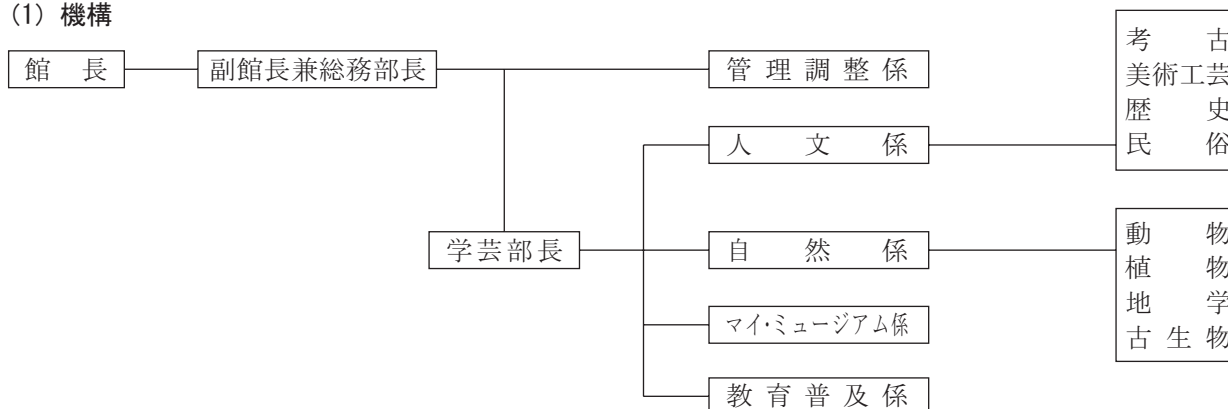 (1) 機構
館長
副館長兼総務部長
管理調整係
人文係
考古
美術工芸
歴史
民俗
学芸部長
自然係
動物
植物
地学
古生物
マイ・ミュージアム係
教育普及係